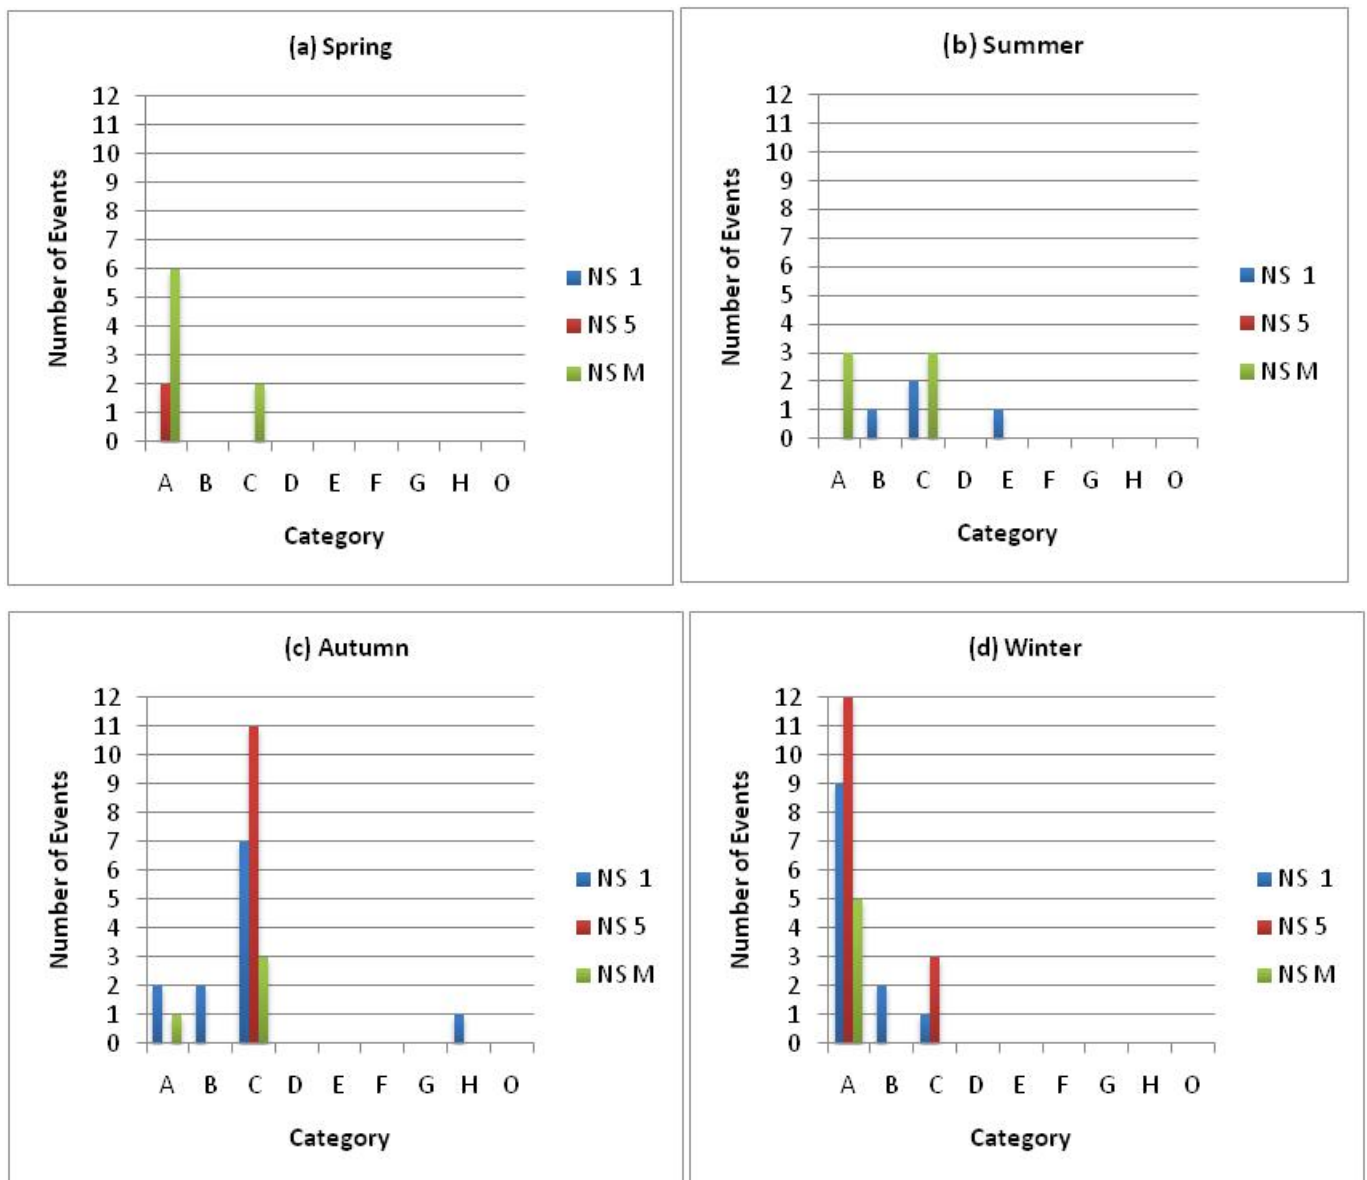 (a) Spring
12
11
10
9
8
7
6
5
4
3
2
1
0
Number of Events
A B C D E F G H O
Category
NS 1
NS 5
NS M
(b) Summer
12
11
10
9
8
7
6
5
4
3
2
1
0
Number of Events
A B C D E F G H O
Category
NS 1
NS 5
NS M
(c) Autumn
12
11
10
9
8
7
6
5
4
3
2
1
0
Number of Events
A B C D E F G H O
Category
NS 1
NS 5
NS M
(d) Winter
12
11
10
9
8
7
6
5
4
3
2
1
0
Number of Events
A B C D E F G H O
Category
NS 1
NS 5
NS M